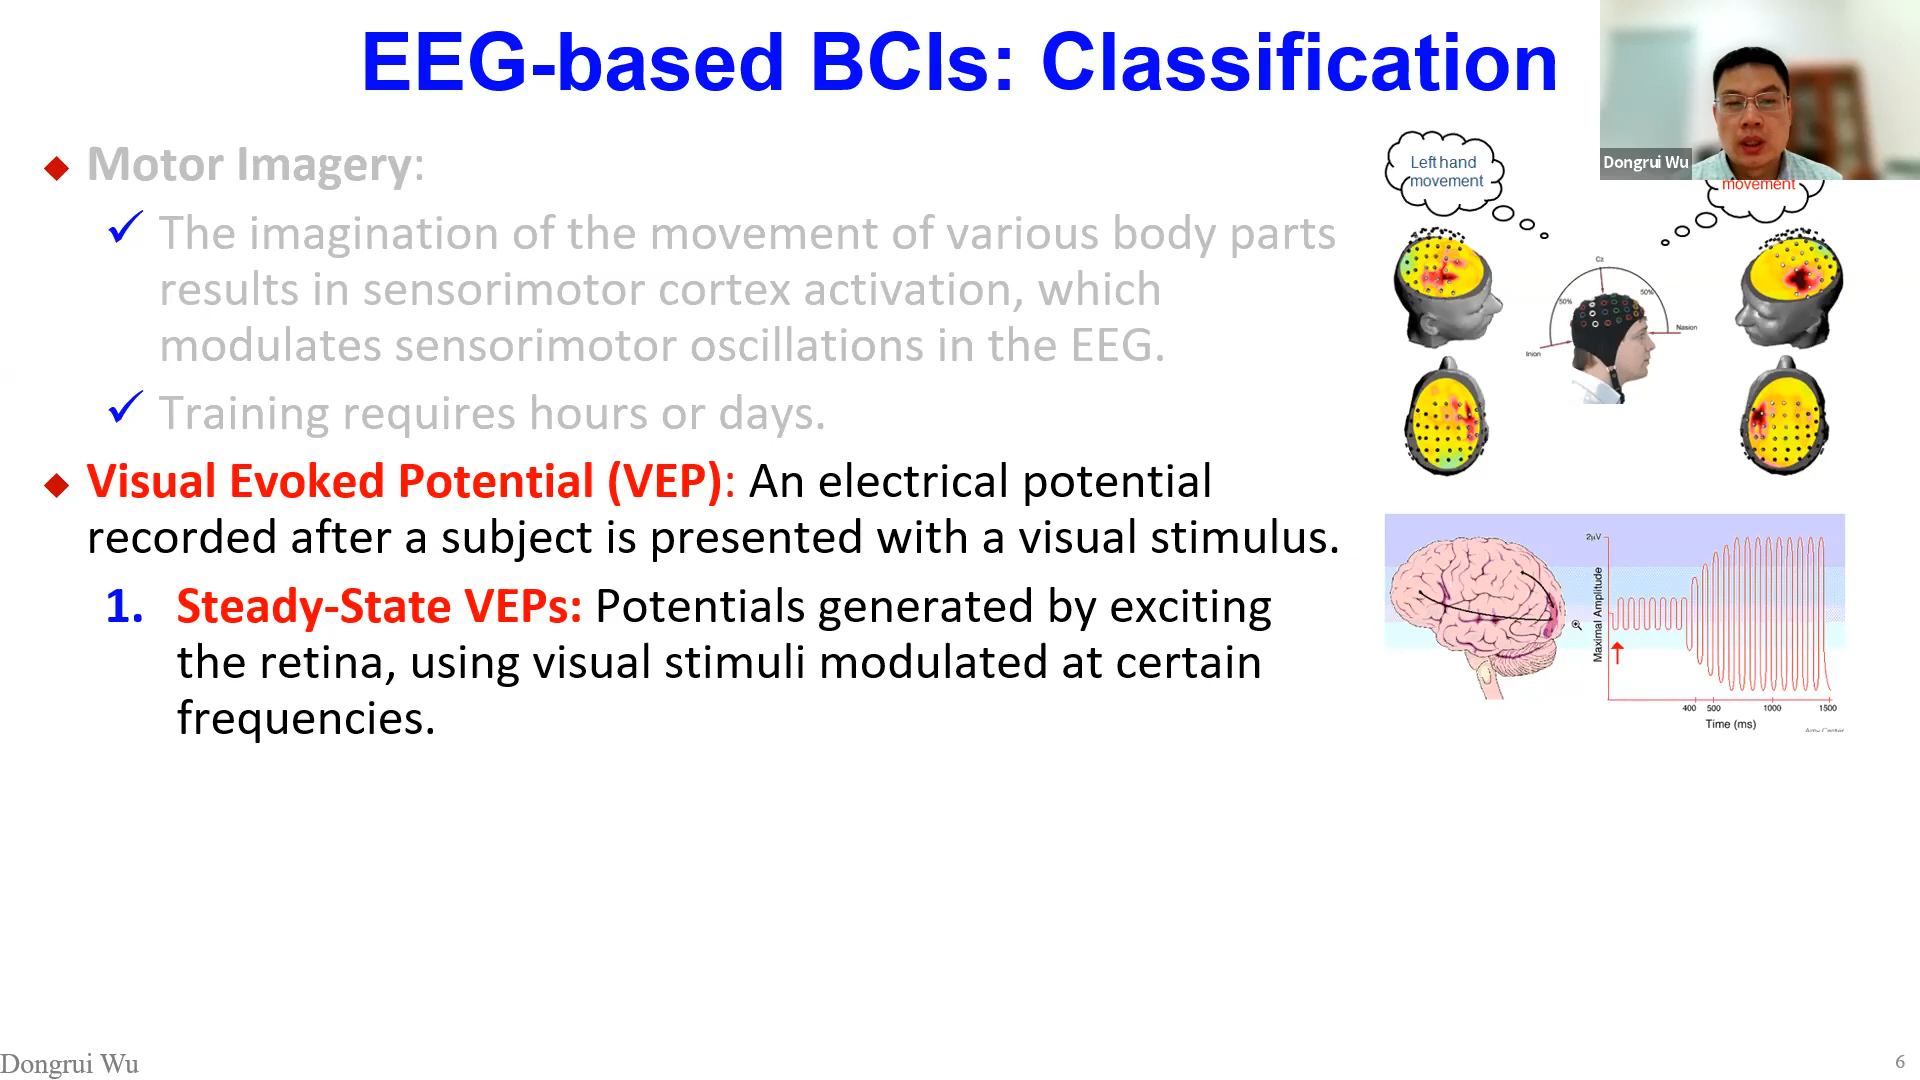 EEG-based BCIs: Classification
Motor Imagery:
The imagination of the movement of various body parts
results in sensorimotor cortex activation, which
modulates sensorimotor oscillations in the EEG.
Training requires hours or days.
Visual Evoked Potential (VEP): An electrical potential
recorded after a subject is presented with a visual stimulus.
1. Steady-State VEPs: Potentials generated by exciting
the retina, using visual stimuli modulated at certain
frequencies.
Left hand
movement
Dongrui Wu
movement
Cz
50%
50%
Nasion
Inion
2µV
Maximal Amplitude
400 500 1000 1500
Time (ms)
Dongrui Wu
6